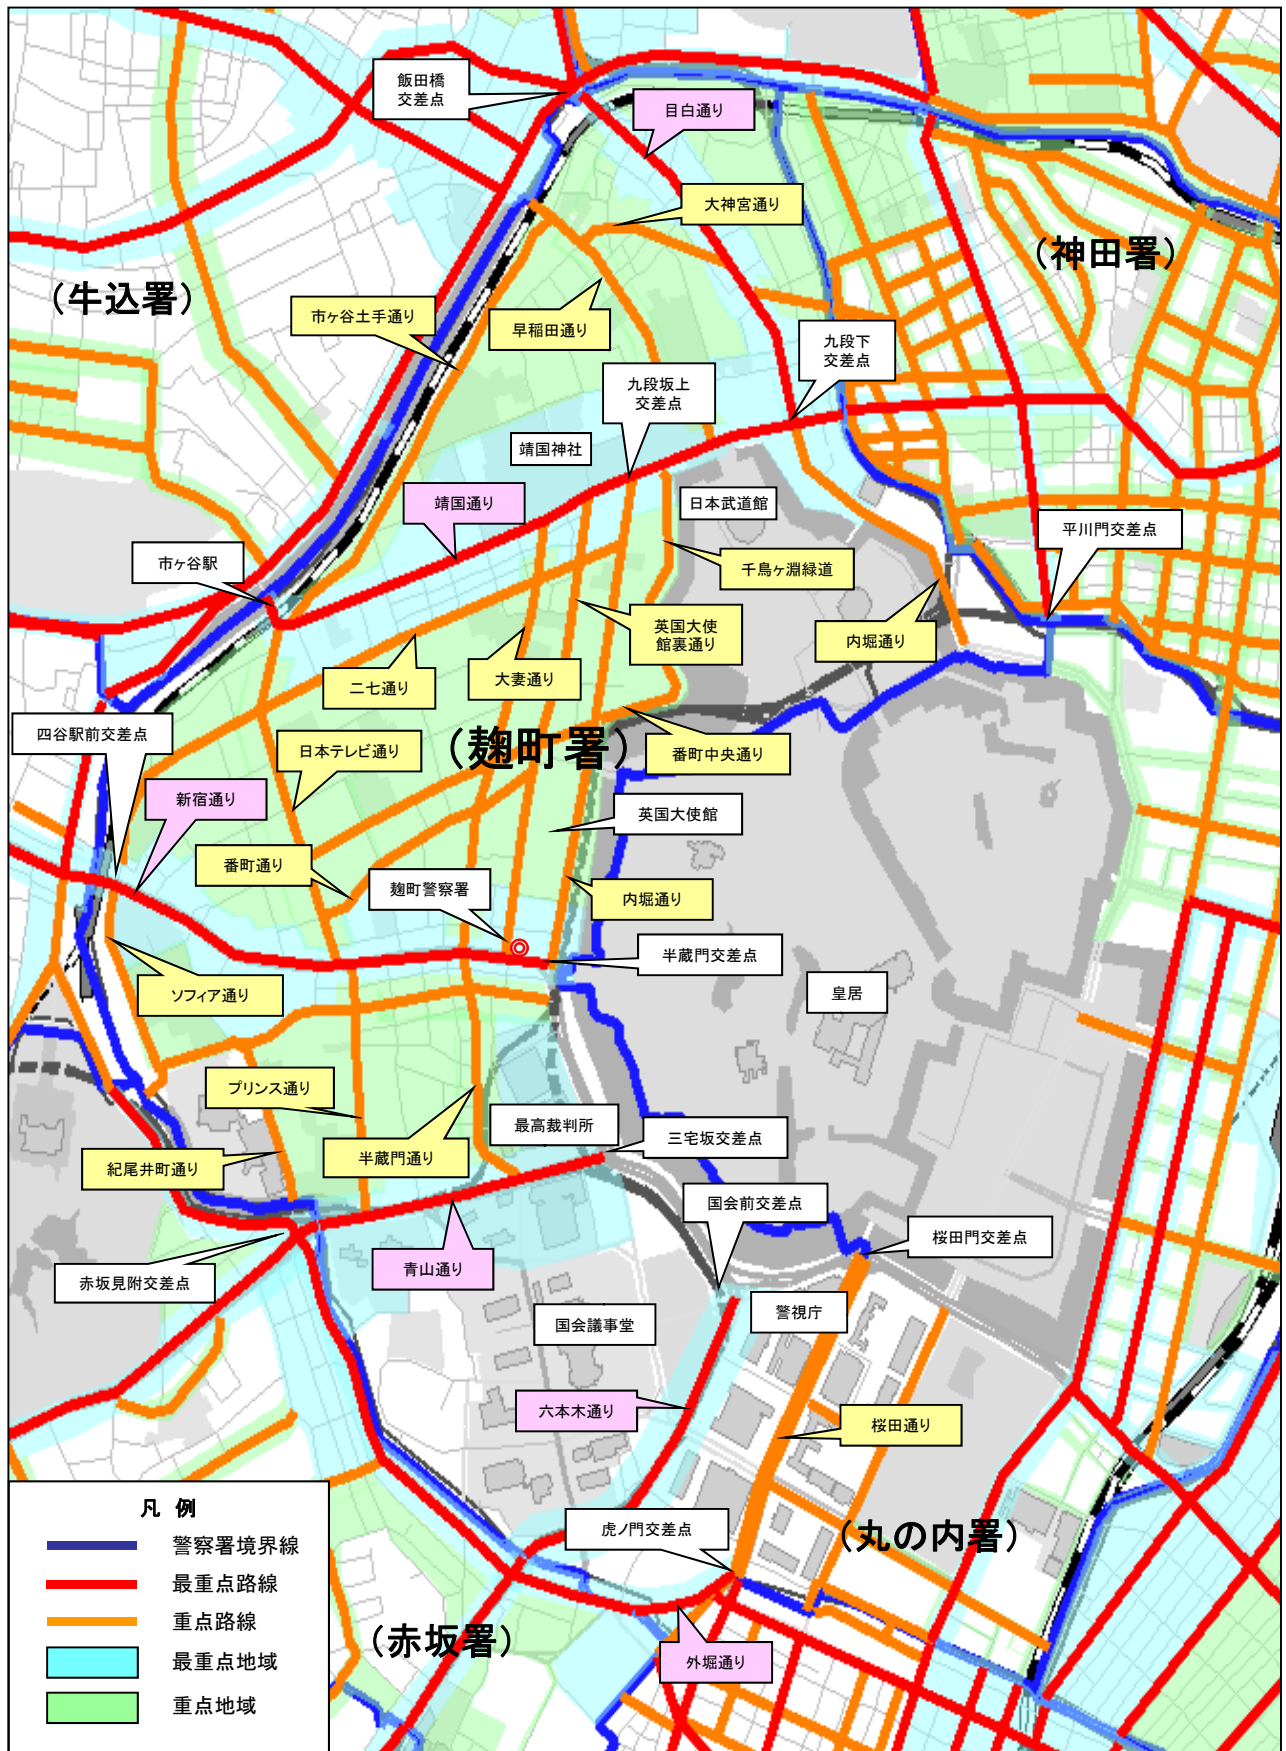 飯田橋
交差点
目白通り
大神宮通り
（神田署）
（牛込署）
市ヶ谷土手通り
早稲田通り
九段下
交差点
九段坂上
交差点
靖国神社
靖国通り
日本武道館
平川門交差点
市ヶ谷駅
千鳥ヶ淵緑道
英国大使
館裏通り
内堀通り
二七通り
大妻通り
四谷駅前交差点
日本テレビ通り
（麹町署）
番町中央通り
新宿通り
英国大使館
番町通り
麹町警察署
内堀通り
半蔵門交差点
ソフィア通り
皇居
プリンス通り
最高裁判所
三宅坂交差点
紀尾井町通り
半蔵門通り
国会前交差点
桜田門交差点
赤坂見附交差点
青山通り
国会議事堂
警視庁
六本木通り
桜田通り
虎ノ門交差点
（丸の内署）
（赤坂署）
外堀通り
凡 例
警察署境界線
最重点路線
重点路線
最重点地域
重点地域